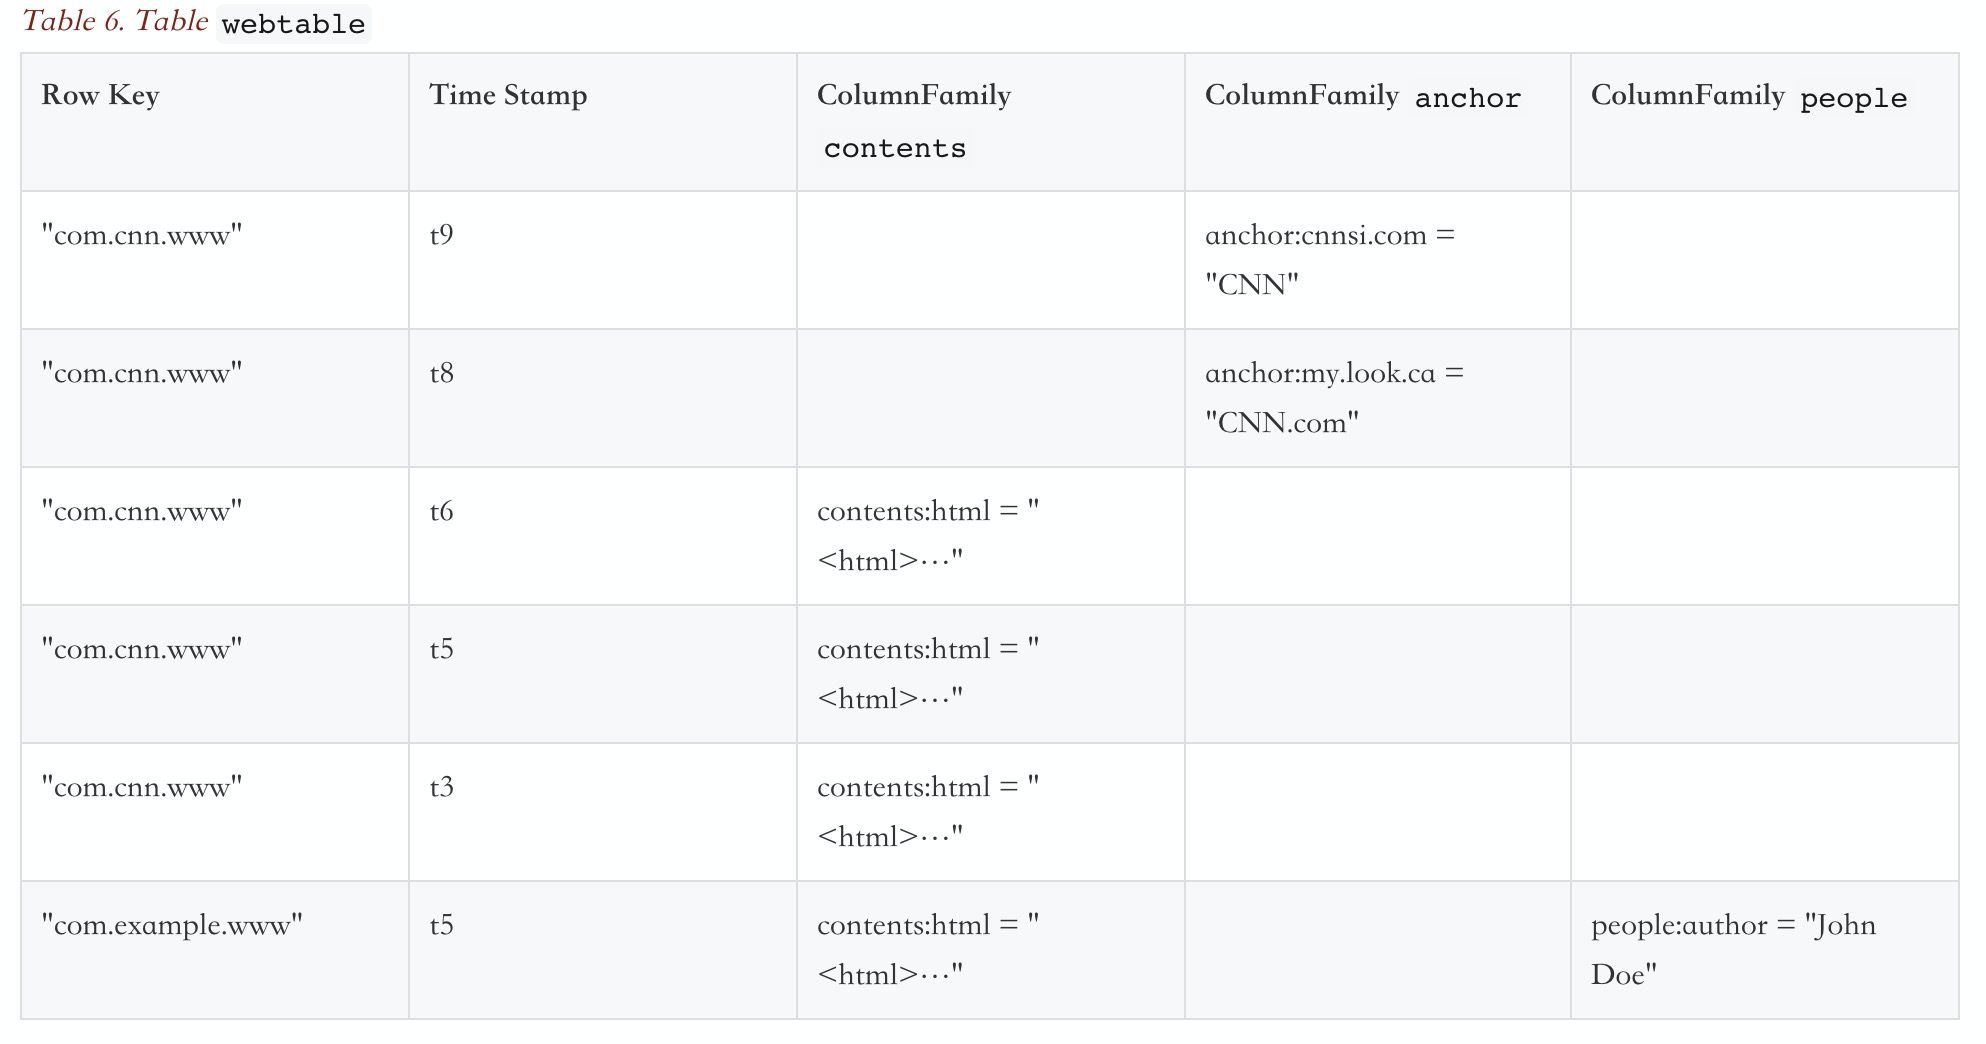 Table 6. Table webtable
Row Key Time Stamp ColumnFamily contents ColumnFamily anchor ColumnFamily people
"com.cnn.www" t9 anchor:cnnsi.com = "CNN"
"com.cnn.www" t8 anchor:my.look.ca = "CNN.com"
"com.cnn.www" t6 contents:html = "<html>…"
"com.cnn.www" t5 contents:html = "<html>…"
"com.cnn.www" t3 contents:html = "<html>…"
"com.example.www" t5 contents:html = "<html>…" people:author = "John Doe"